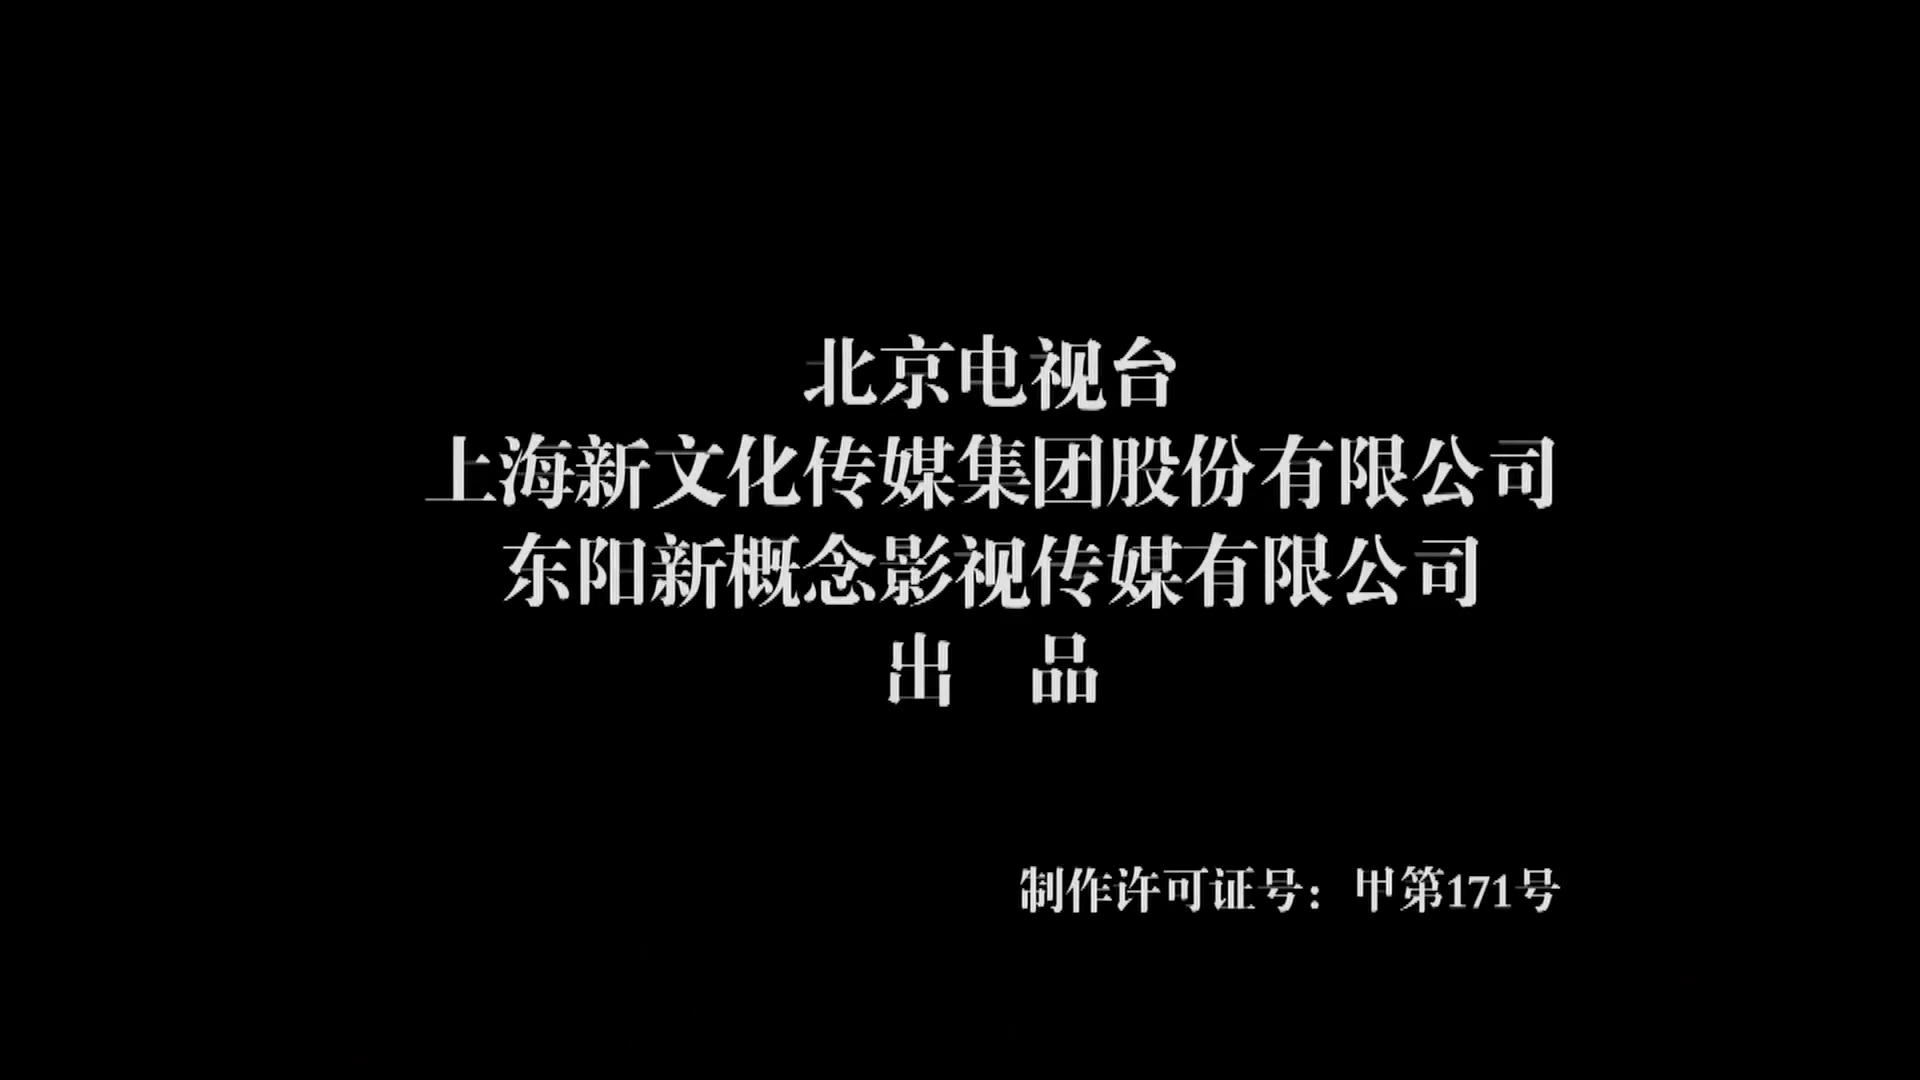 北京电视台
上海新文化传媒集团股份有限公司
东阳新概念影视传媒有限公司
出 品
制作许可证号：甲第171号